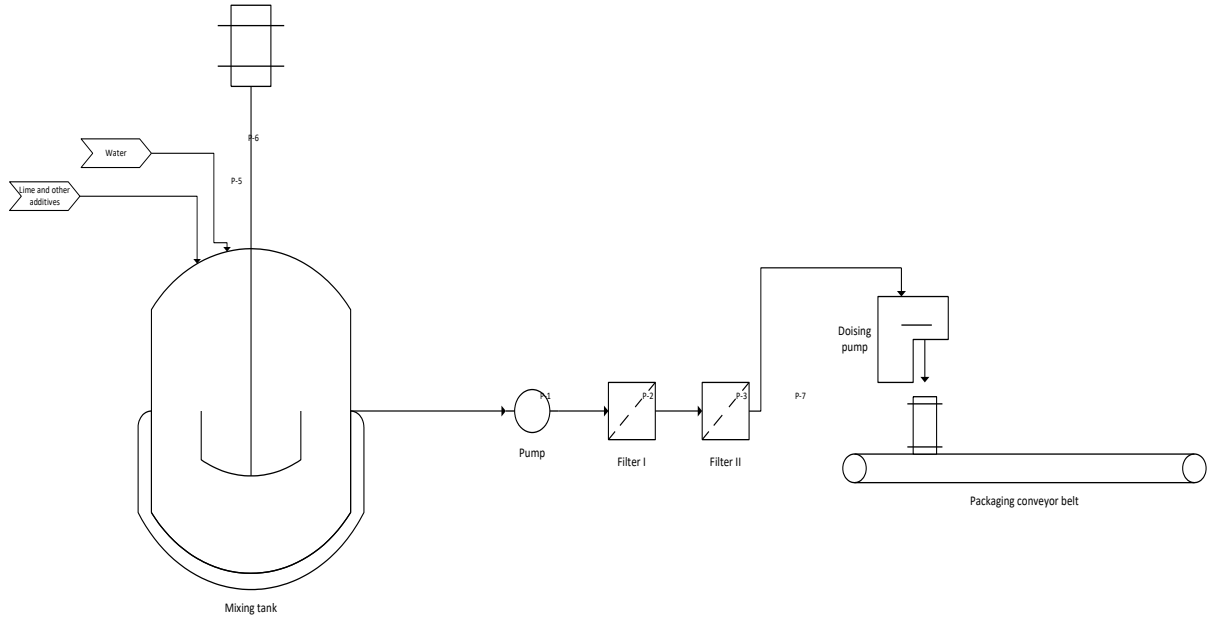 P-6
Water
P-5
Lime and other
additives
Doising
pump
P-1
P-2
P-3
P-7
Pump
Filter I
Filter II
Packaging conveyor belt
Mixing tank